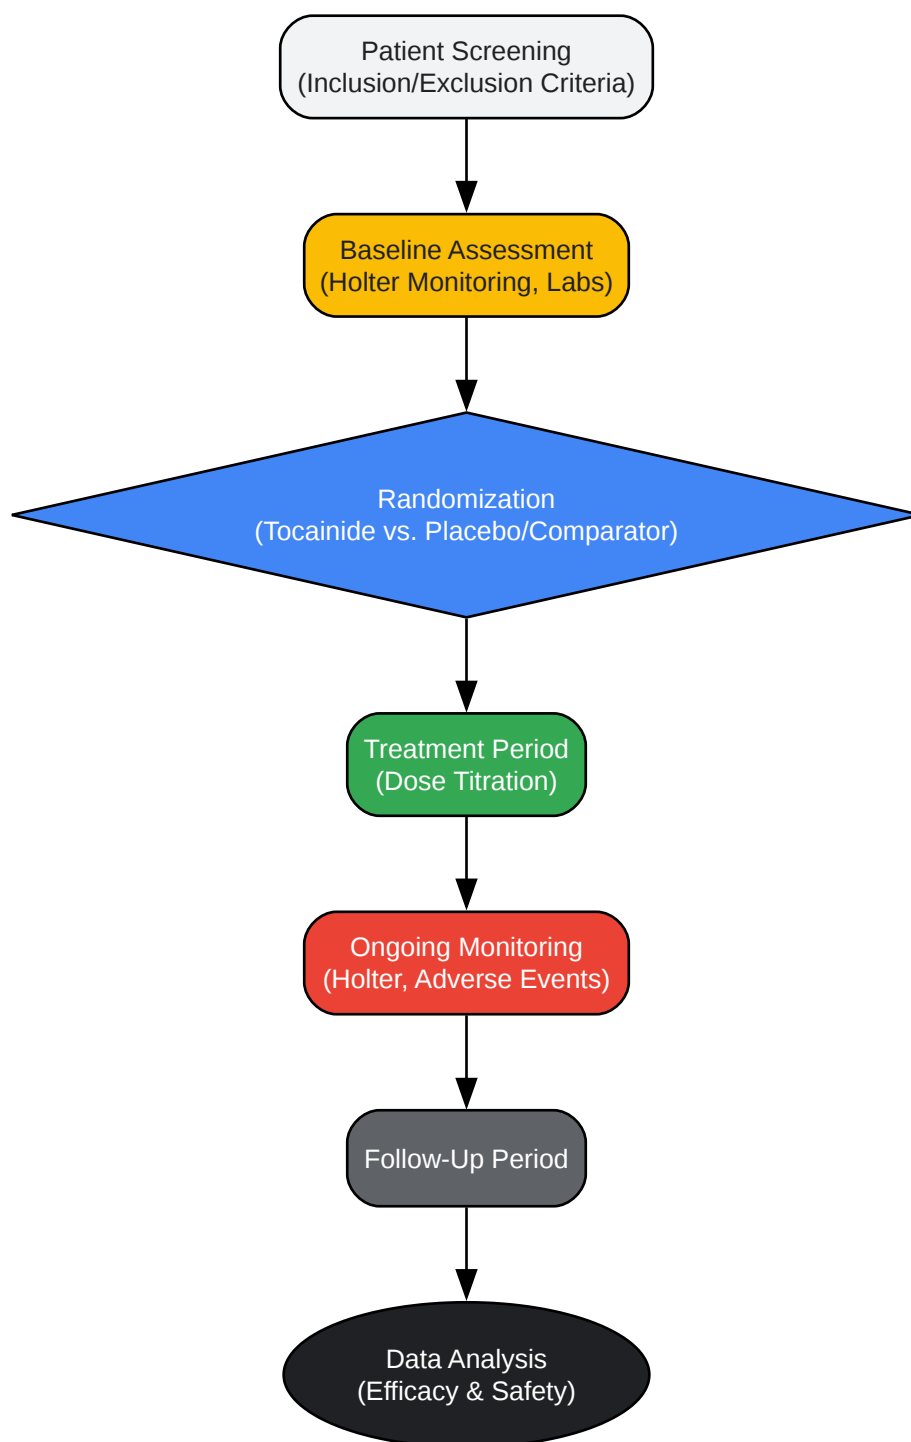 Patient Screening
(Inclusion/Exclusion Criteria)
Baseline Assessment
(Holter Monitoring, Labs)
Randomization
(Tocainide vs. Placebo/Comparator)
Treatment Period
(Dose Titration)
Ongoing Monitoring
(Holter, Adverse Events)
Follow-Up Period
Data Analysis
(Efficacy & Safety)